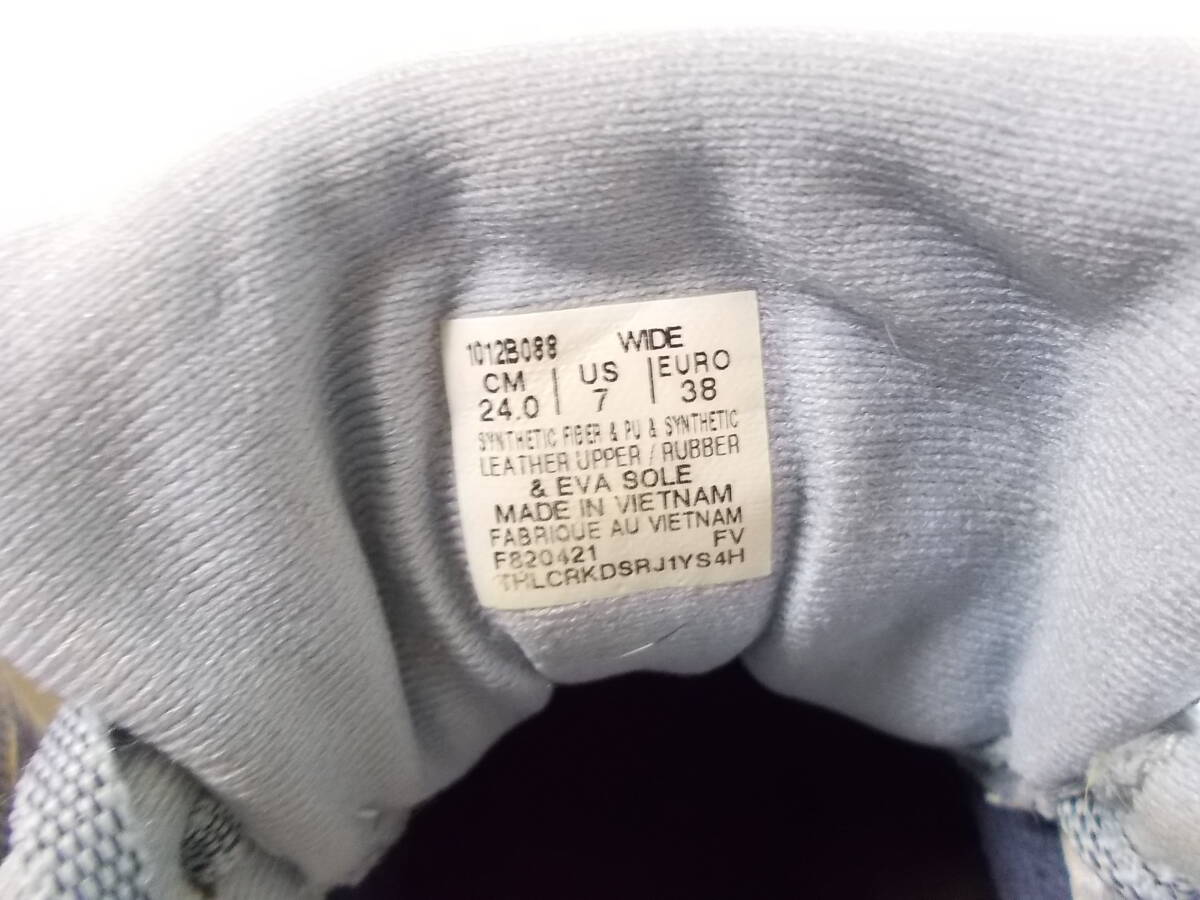 1012B088 WIDE
CM | US | EURO
24.0 | 7 | 38
SYNTHETIC FIBER & PU & SYNTHETIC
LEATHER UPPER / RUBBER
& EVA SOLE
MADE IN VIETNAM
FABRIQUE AU VIETNAM
F820421 FV
THLCRKDSRJ1YS4H